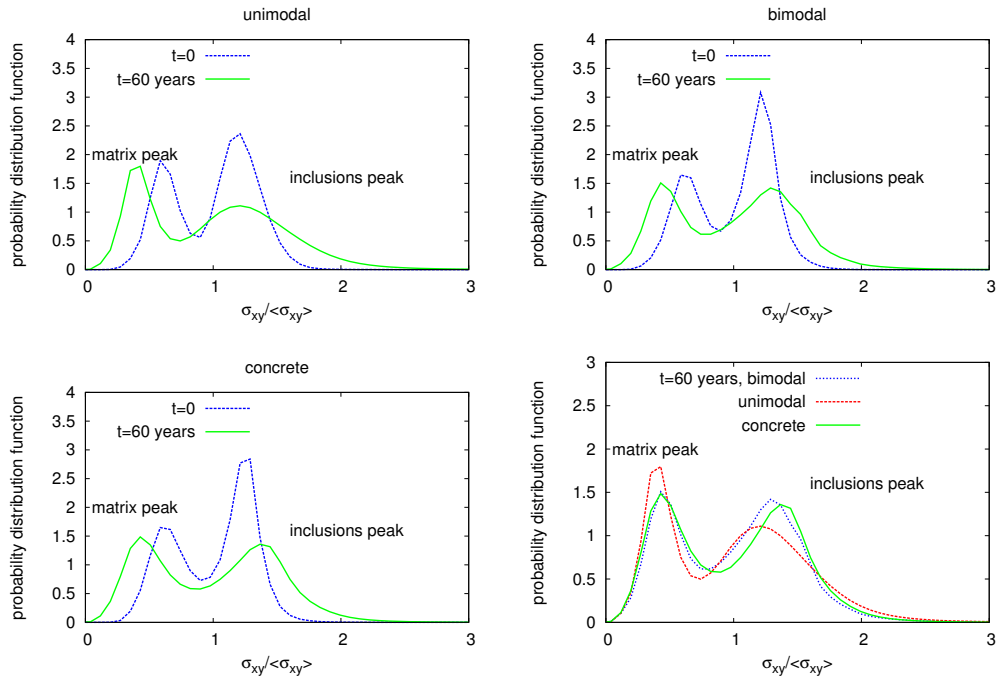 unimodal
probability distribution function
4
3.5
3
2.5
2
1.5
1
0.5
0
t=0
t=60 years
matrix peak
inclusions peak
0 1 2 3
σxy/<σxy>
bimodal
probability distribution function
4
3.5
3
2.5
2
1.5
1
0.5
0
t=0
t=60 years
matrix peak
inclusions peak
0 1 2 3
σxy/<σxy>
concrete
probability distribution function
4
3.5
3
2.5
2
1.5
1
0.5
0
t=0
t=60 years
matrix peak
inclusions peak
0 1 2 3
σxy/<σxy>
probability distribution function
3
2.5
2
1.5
1
0.5
0
t=60 years, bimodal
unimodal
concrete
matrix peak
inclusions peak
0 1 2 3
σxy/<σxy>